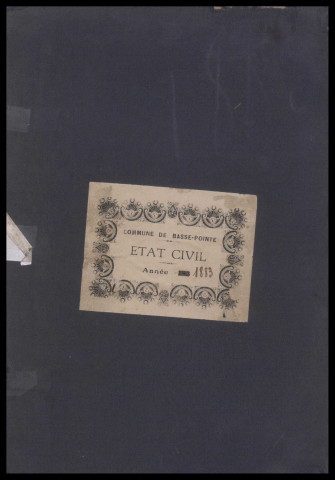 COMMUNE DE BASSE-POINTE
ETAT CIVIL
Année 1883